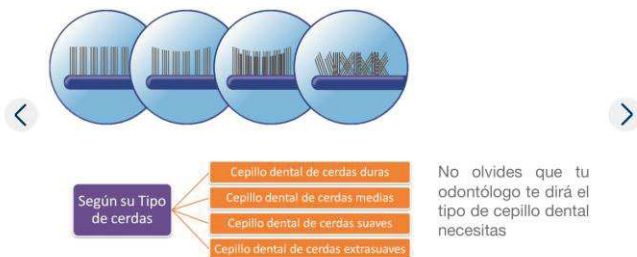 Según su Tipo
de cerdas
Cepillo dental de cerdas duras
Cepillo dental de cerdas medias
Cepillo dental de cerdas suaves
Cepillo dental de cerdas extrasuaves
No olvides que tu
odontólogo te dirá el
tipo de cepillo dental
necesitas